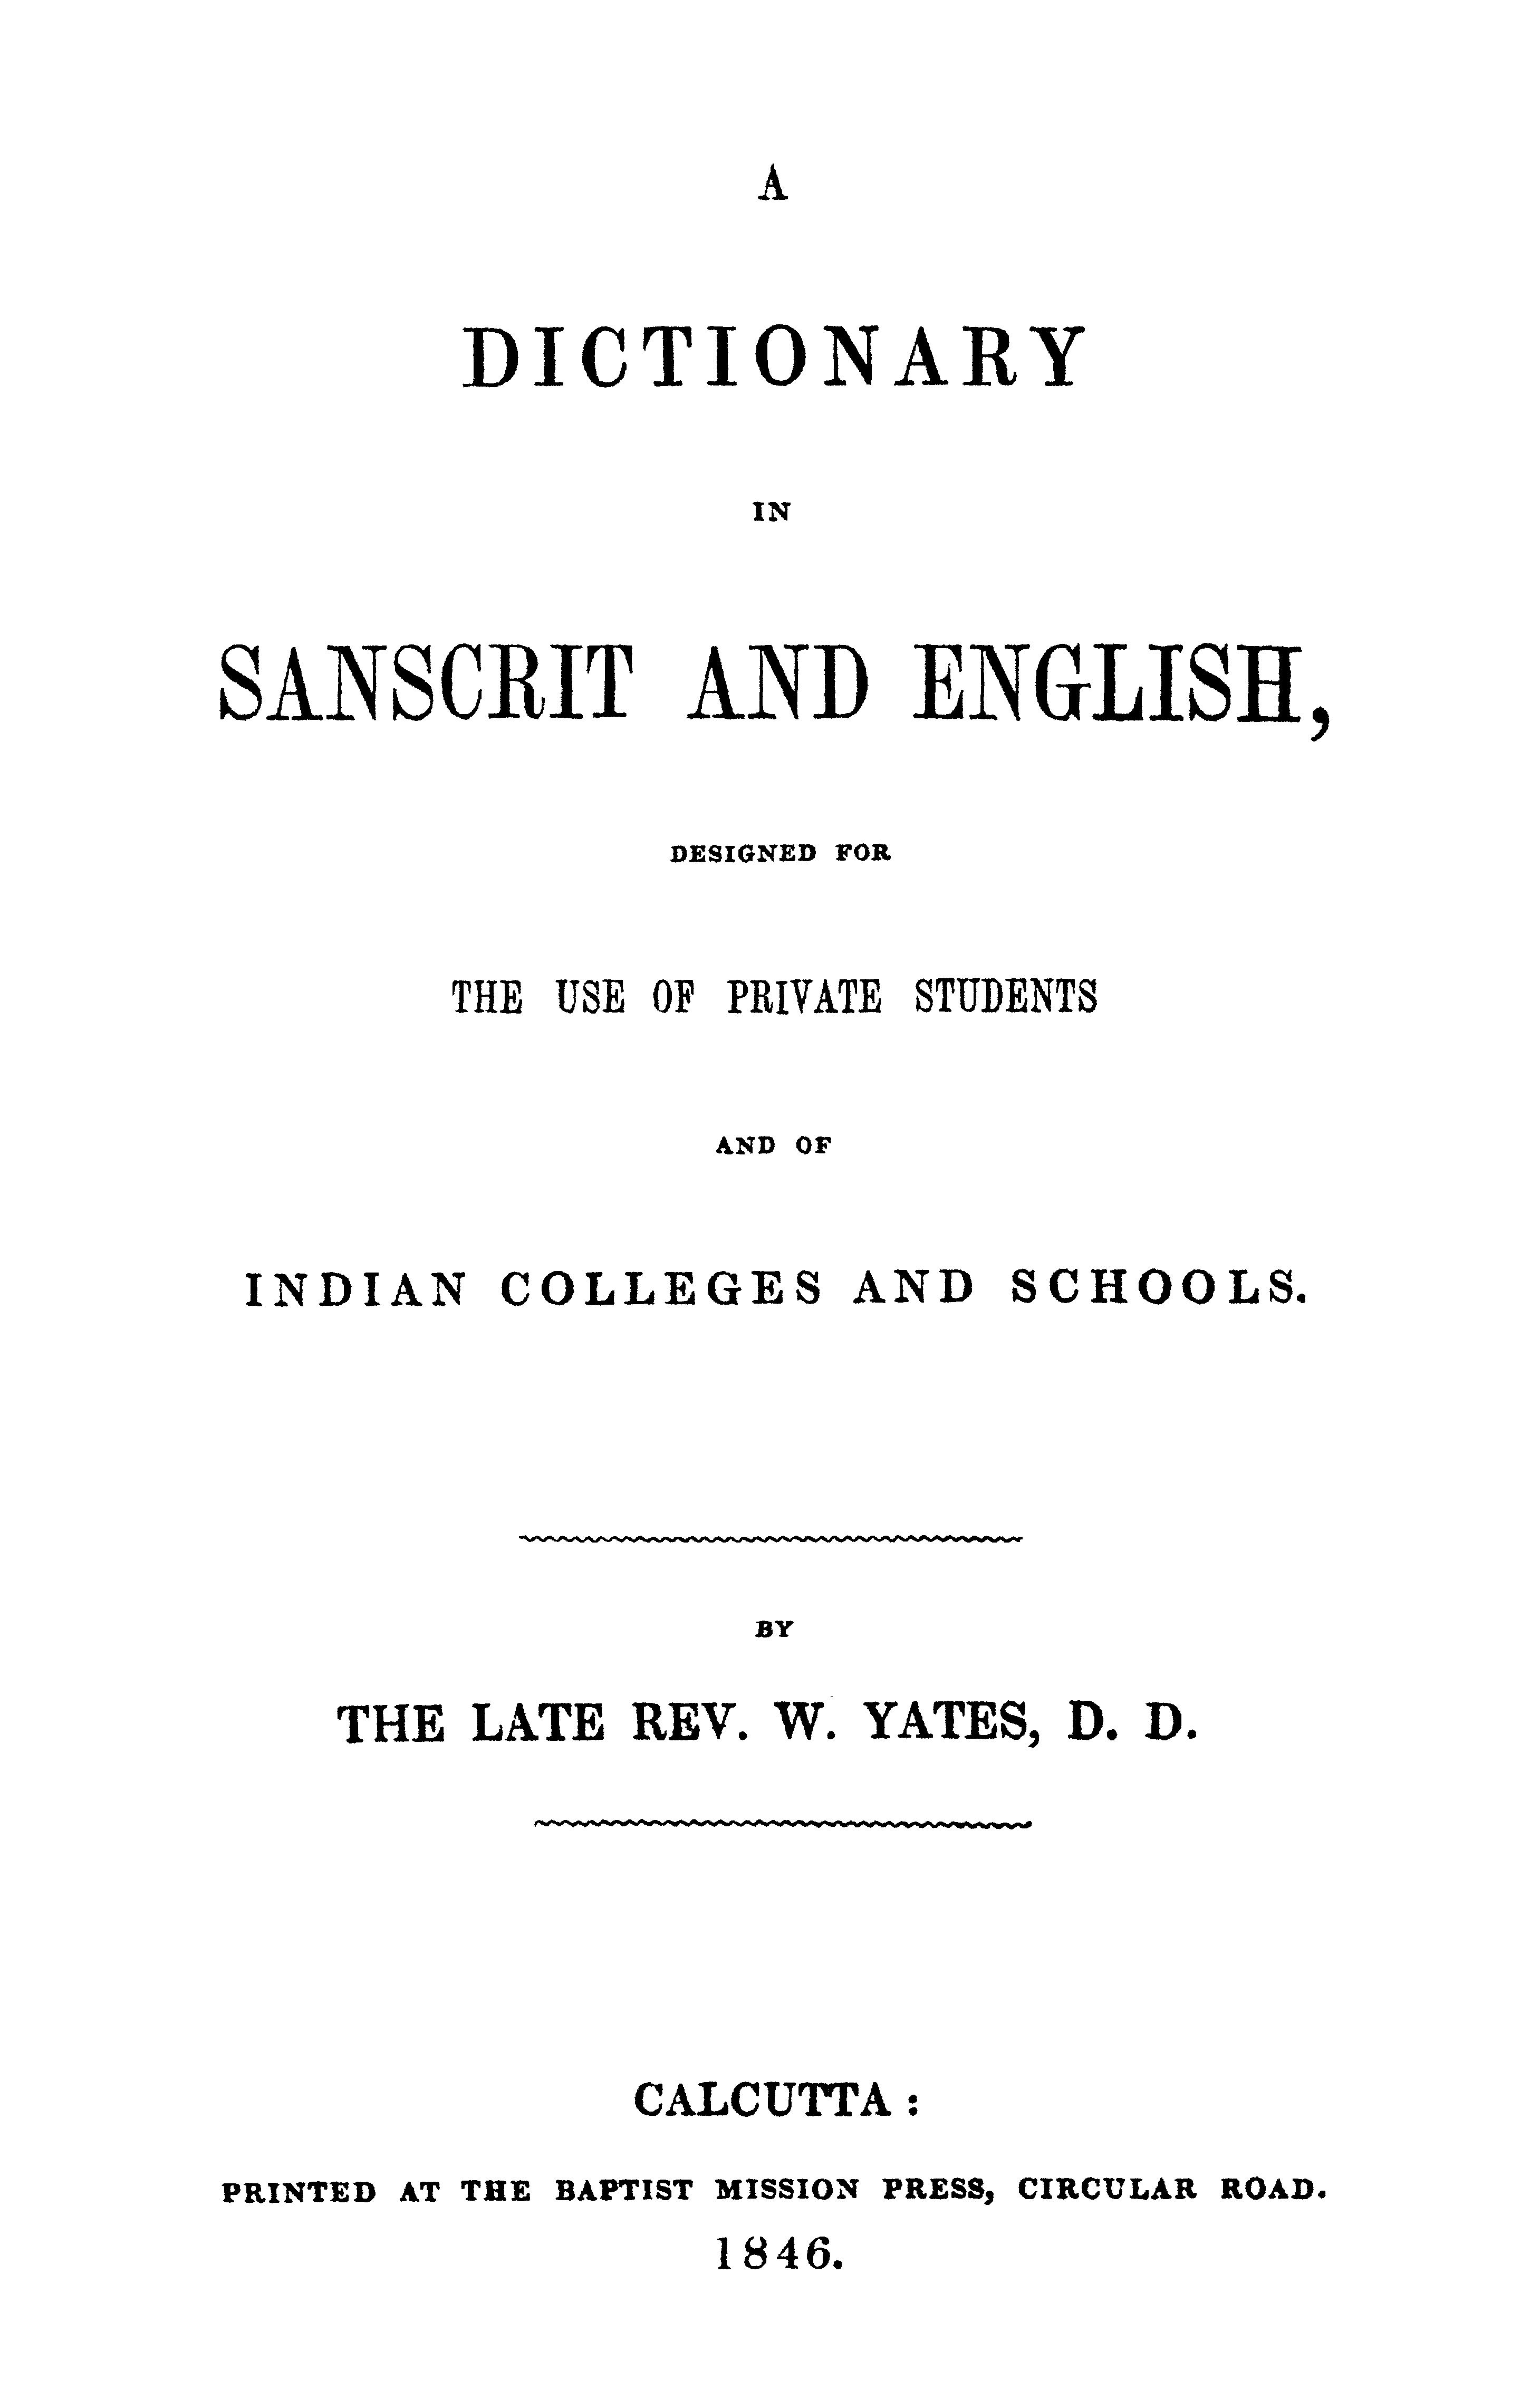 A
DICTIONARY
IN
SANSCRIT AND ENGLISH,
DESIGNED FOR
THE USE OF PRIVATE STUDENTS
AND OF
INDIAN COLLEGES AND SCHOOLS.
BY
THE LATE REV. W. YATES, D. D.
CALCUTTA :
PRINTED AT THE BAPTIST MISSION PRESS, CIRCULAR ROAD.
1846.